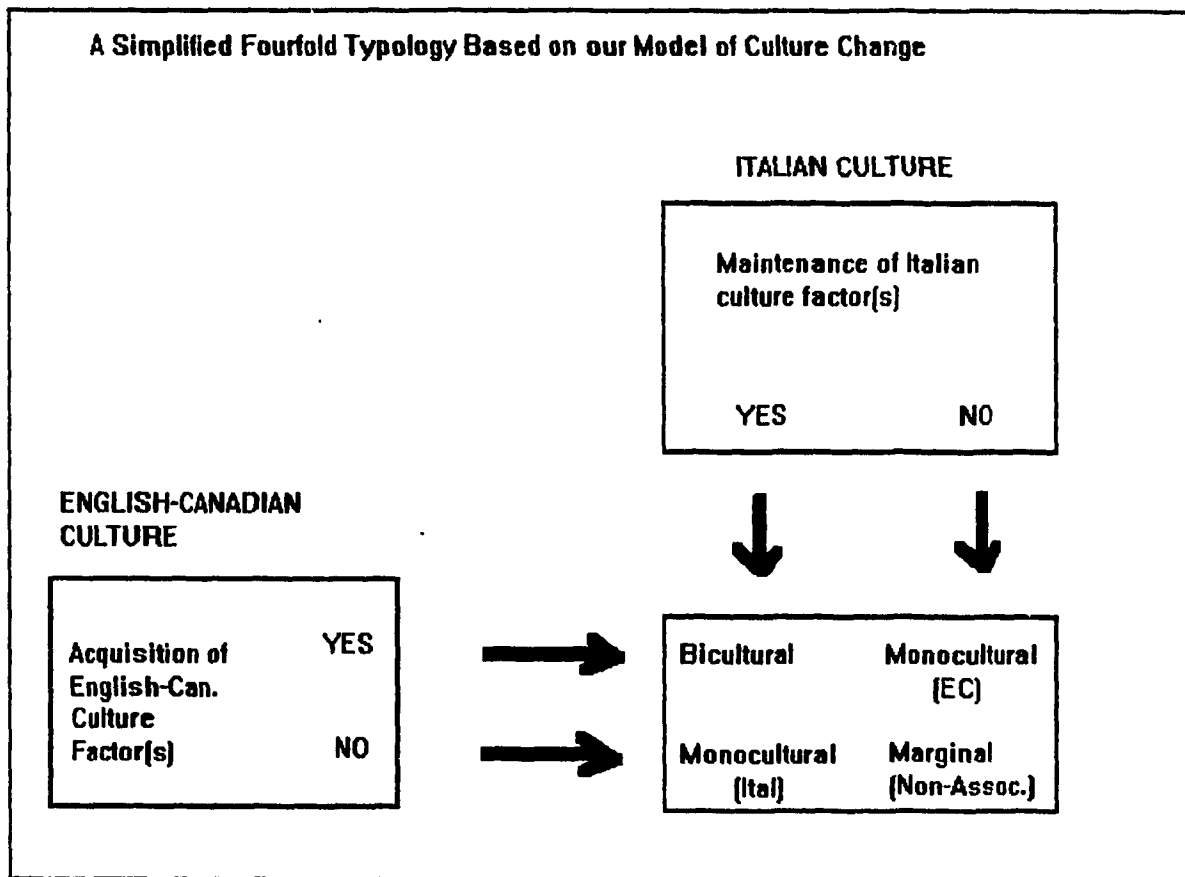 A Simplified Fourfold Typology Based on our Model of Culture Change
ITALIAN CULTURE
Maintenance of Italian
culture factor(s)
YES NO
ENGLISH-CANADIAN
CULTURE
Acquisition of YES
English-Can.
Culture
Factor(s) NO
Bicultural Monocultural
(EC)
Monocultural Marginal
(Ital) (Non-Assoc.)